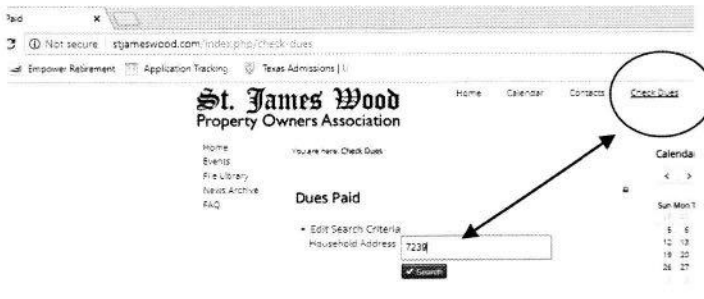 Paid x
Not secure stjameswood.com/index.php/check-dues
Empower Retirement Application Tracking Texas Admissions | U
St. James Wood
Property Owners Association
Home Calendar Contacts Check Dues
Home
Events
File Library
News Archive
FAQ
You are here: Check Dues
Dues Paid
• Edit Search Criteria
Household Address 7239
✔ Search
Calenda
< >
Sun Mon T
5 6
12 13
19 20
26 27